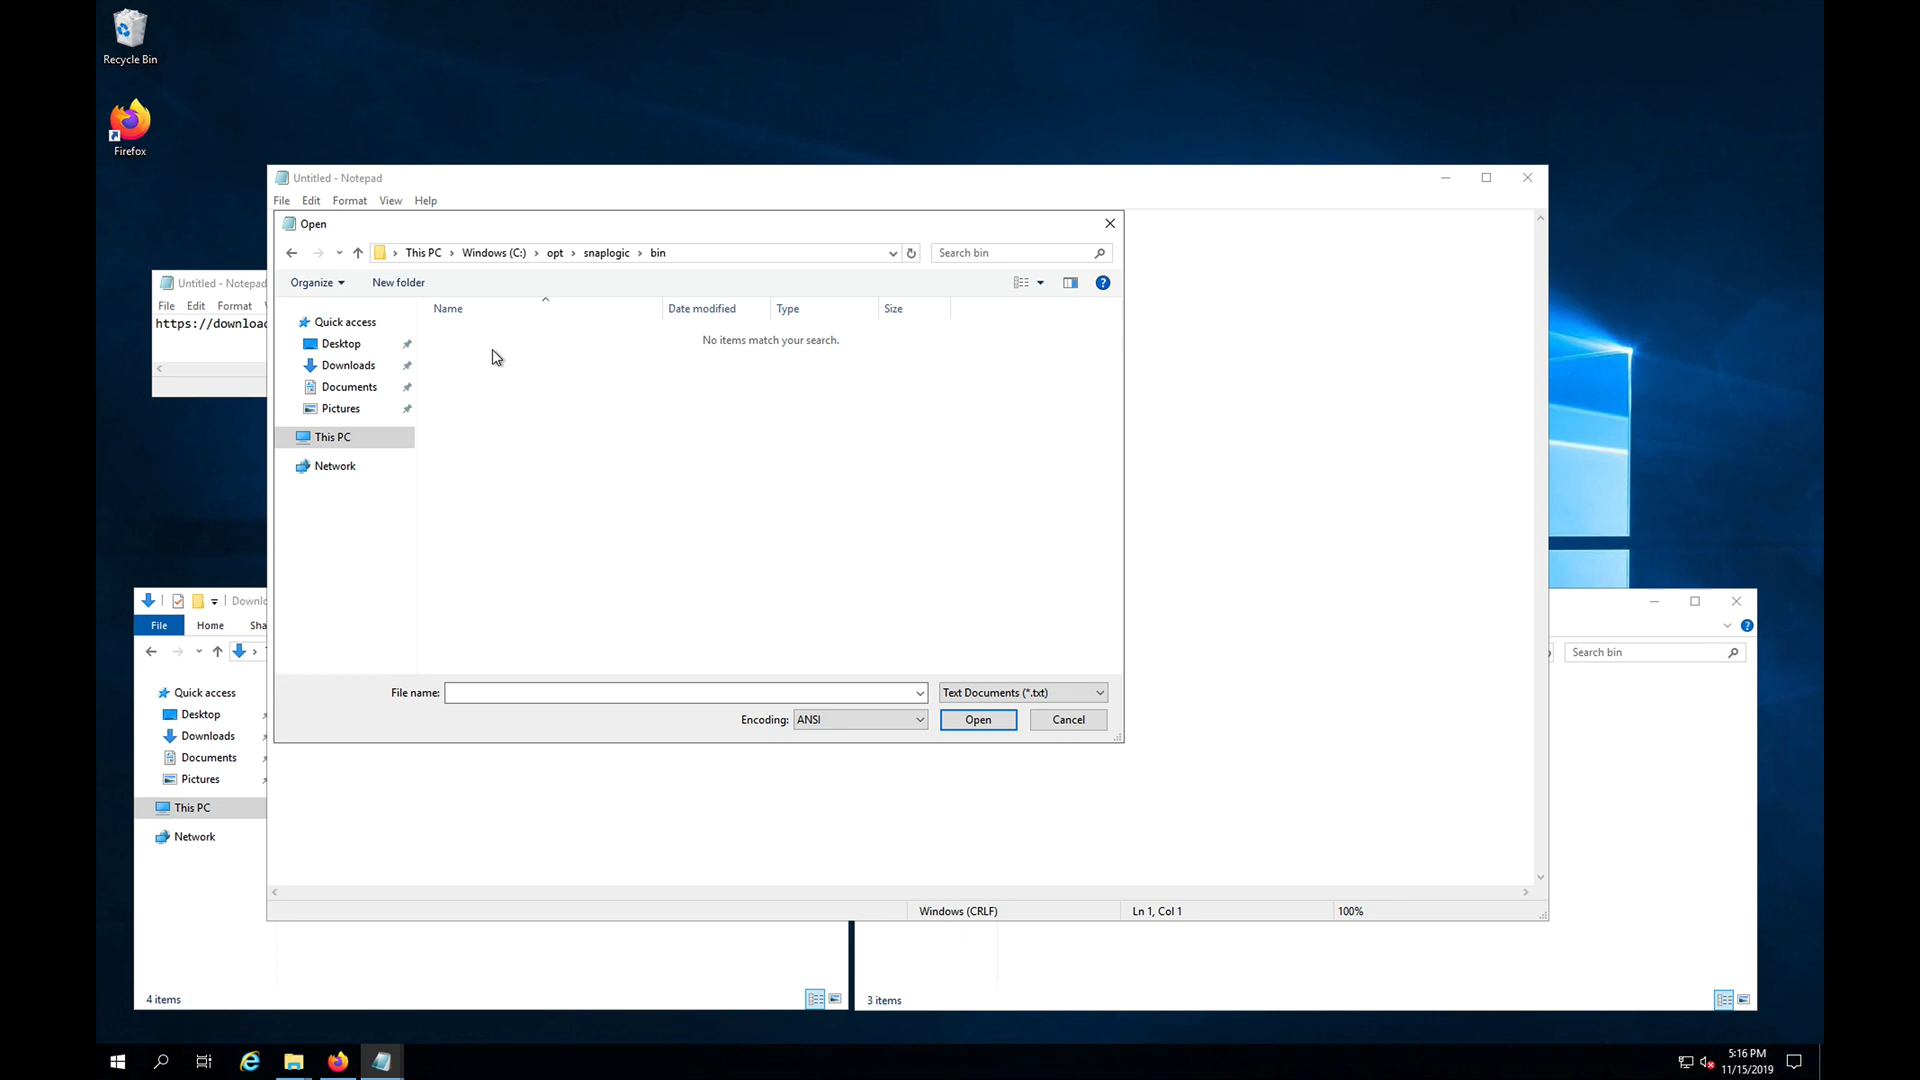 Recycle Bin
Firefox
Untitled - Notepad
File Edit Format View Help
Open
This PC > Windows (C:) > opt > snaplogic > bin
Search bin
Organize
New folder
Name
Date modified
Type
Size
No items match your search.
Quick access
Desktop
Downloads
Documents
Pictures
This PC
Network
File name:
Text Documents (*.txt)
Encoding:
ANSI
Open
Cancel
Windows (CRLF)
Ln 1, Col 1
100%
Untitled - Notepad
File Edit Format
https://download
Downlo
File
Home
Sha
Quick access
Desktop
Downloads
Documents
Pictures
This PC
Network
4 items
Search bin
3 items
5:16 PM
11/15/2019